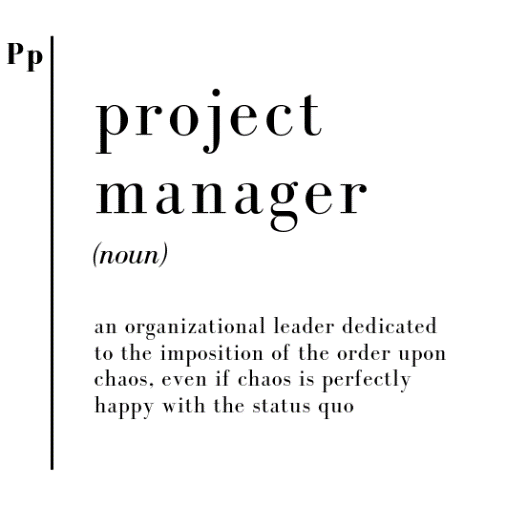 Pp
project
manager
(noun)
an organizational leader dedicated
to the imposition of the order upon
chaos, even if chaos is perfectly
happy with the status quo